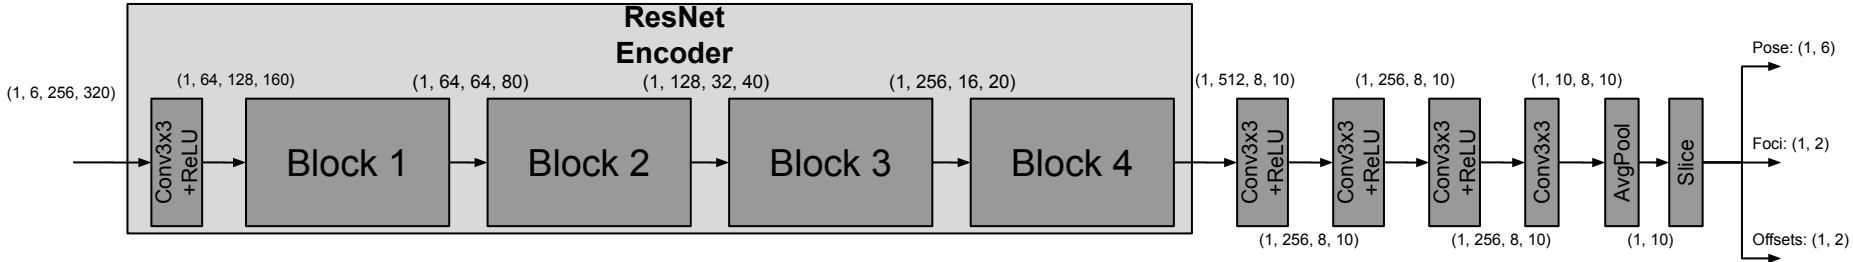 ResNet
Encoder
(1, 6, 256, 320)
(1, 64, 128, 160)
(1, 64, 64, 80)
(1, 128, 32, 40)
(1, 256, 16, 20)
(1, 512, 8, 10)
(1, 256, 8, 10)
(1, 10, 8, 10)
Pose: (1, 6)
Conv3x3
+ReLU
Block 1
Block 2
Block 3
Block 4
Conv3x3
+ReLU
Conv3x3
+ReLU
Conv3x3
+ReLU
Conv3x3
AvgPool
Slice
Foci: (1, 2)
(1, 256, 8, 10)
(1, 256, 8, 10)
(1, 10)
Offsets: (1, 2)